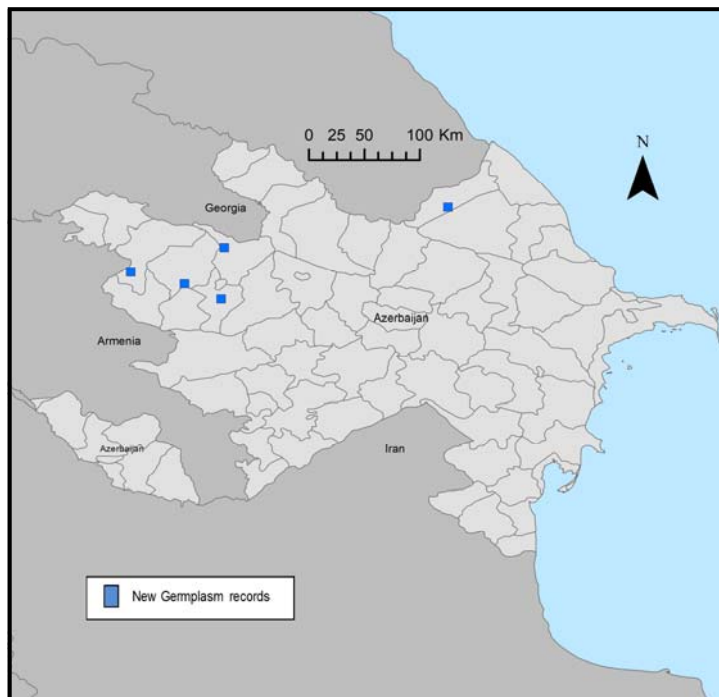 0 25 50 100 Km
N
Georgia
Azerbaijan
Armenia
Azerbaijan
Iran
New Germplasm records